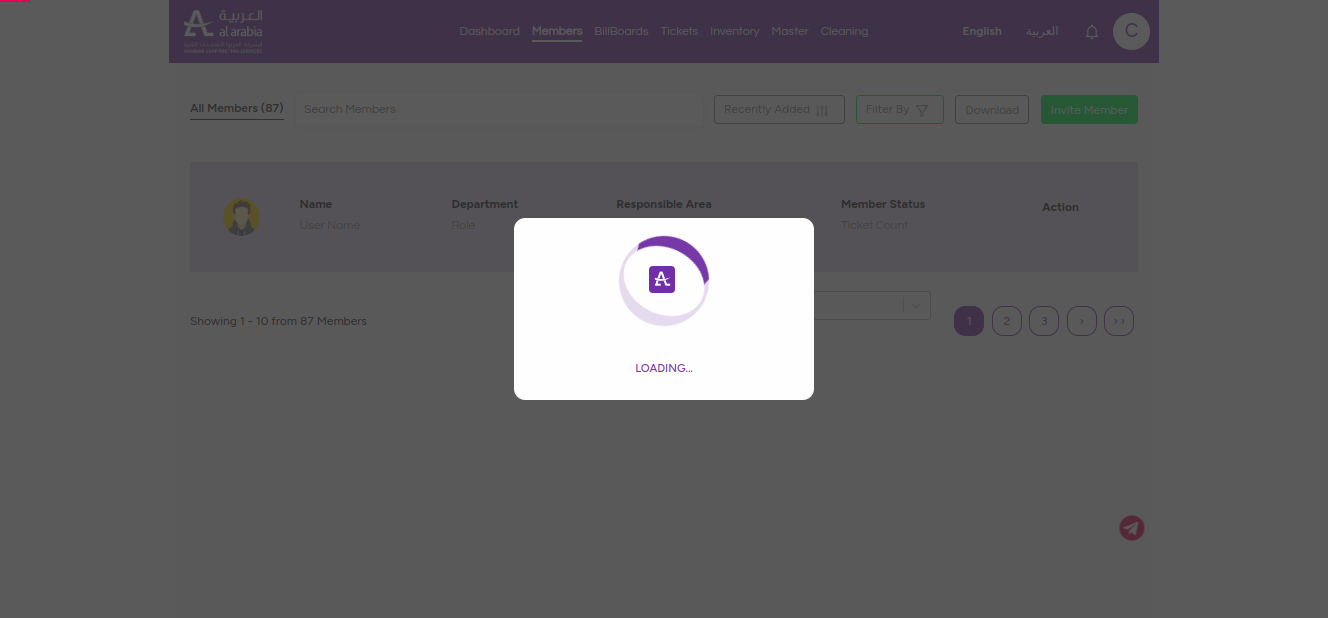 العربية
al arabia
Dashboard Members BillBoards Tickets Inventory Master Cleaning
English العربية C
All Members (87) Search Members Recently Added Filter By Download Invite Member
Name Department Responsible Area Member Status Action
User Name Role Ticket Count
Showing 1 - 10 from 87 Members 1 2 3 > >>
LOADING...